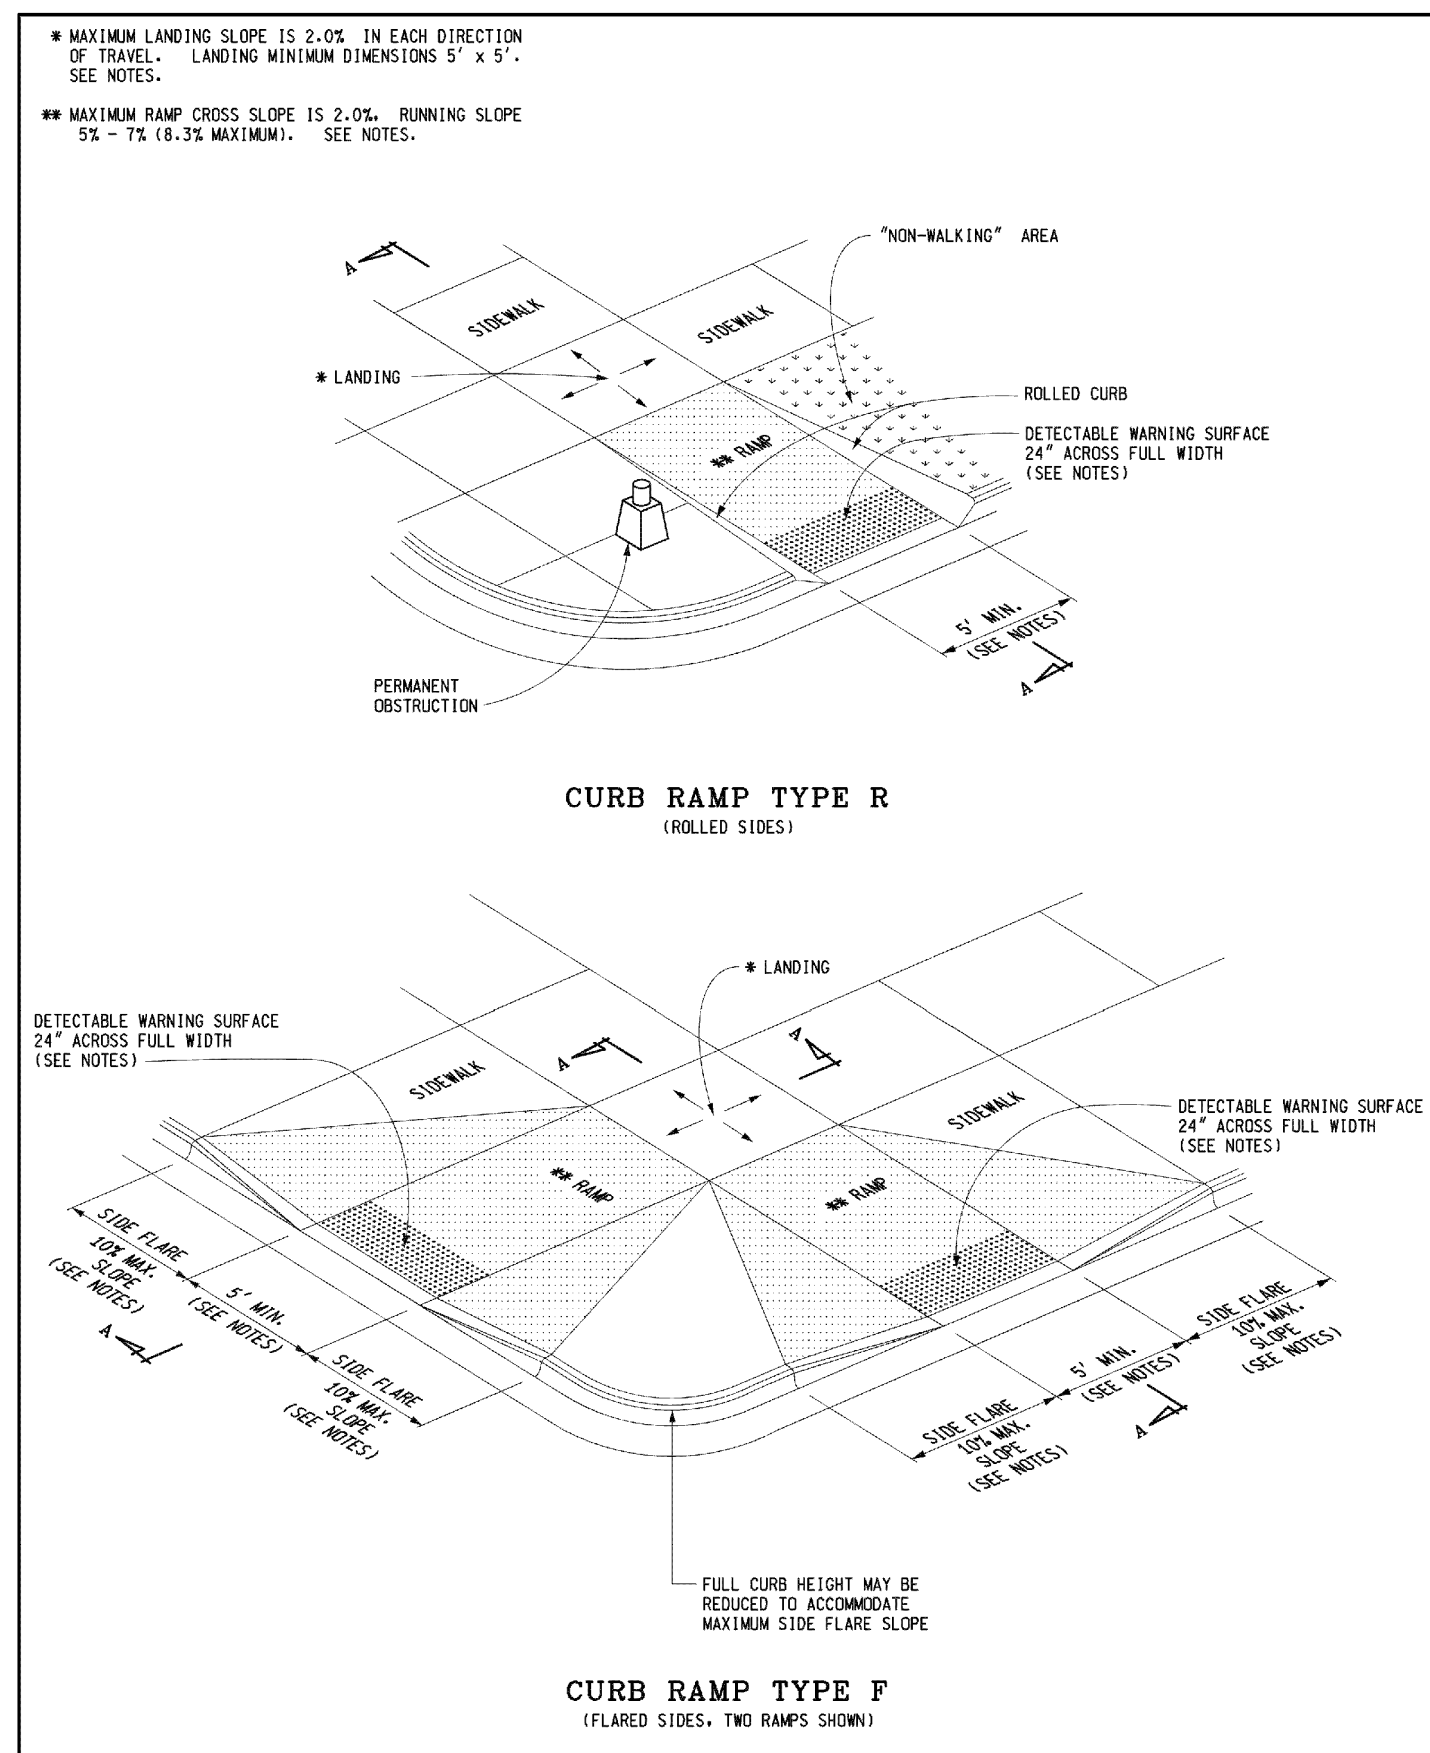 * MAXIMUM LANDING SLOPE IS 2.0% IN EACH DIRECTION
OF TRAVEL. LANDING MINIMUM DIMENSIONS 5' x 5'.
SEE NOTES.
** MAXIMUM RAMP CROSS SLOPE IS 2.0%. RUNNING SLOPE
5% - 7% (8.3% MAXIMUM). SEE NOTES.
"NON-WALKING" AREA
A
SIDEWALK
SIDEWALK
* LANDING
ROLLED CURB
DETECTABLE WARNING SURFACE
24" ACROSS FULL WIDTH
(SEE NOTES)
** RAMP
5' MIN.
(SEE NOTES)
A
PERMANENT
OBSTRUCTION
CURB RAMP TYPE R
(ROLLED SIDES)
* LANDING
DETECTABLE WARNING SURFACE
24" ACROSS FULL WIDTH
(SEE NOTES)
A
A
SIDEWALK
SIDEWALK
DETECTABLE WARNING SURFACE
24" ACROSS FULL WIDTH
(SEE NOTES)
** RAMP
** RAMP
SIDE FLARE
10% MAX.
SLOPE
(SEE NOTES)
5' MIN.
(SEE NOTES)
A
SIDE FLARE
10% MAX.
SLOPE
(SEE NOTES)
SIDE FLARE
10% MAX.
SLOPE
(SEE NOTES)
5' MIN.
(SEE NOTES)
A
SIDE FLARE
10% MAX.
SLOPE
(SEE NOTES)
FULL CURB HEIGHT MAY BE
REDUCED TO ACCOMMODATE
MAXIMUM SIDE FLARE SLOPE
CURB RAMP TYPE F
(FLARED SIDES, TWO RAMPS SHOWN)